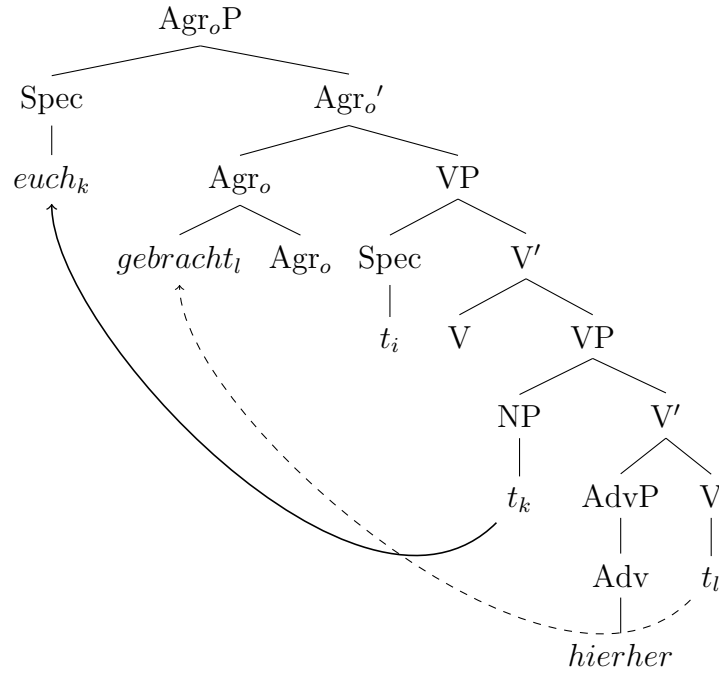 AgroP
Spec Agro′
euchk Agro VP
gebrachtl Agro Spec V′
ti V VP
NP V′
tk AdvP V
Adv tl
hierher